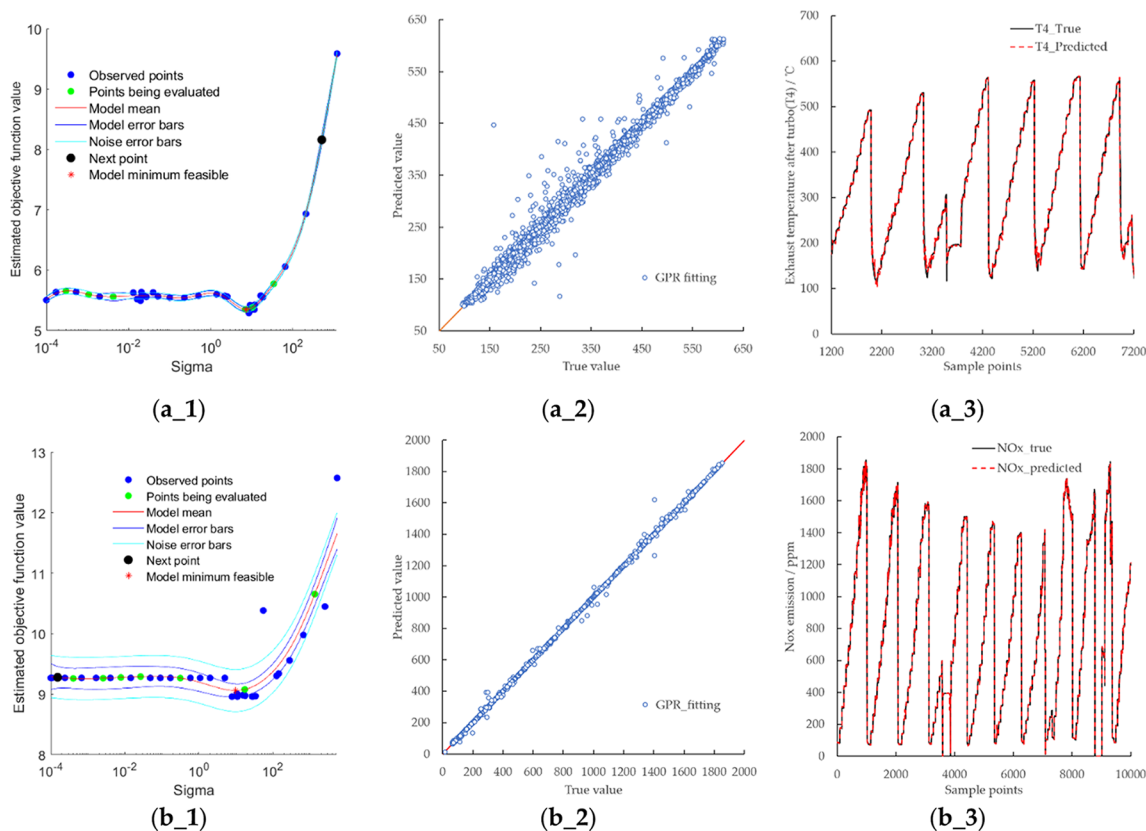 10
9
8
7
6
5
Estimated objective function value
Observed points
Points being evaluated
Model mean
Model error bars
Noise error bars
Next point
Model minimum feasible
10⁻⁴ 10⁻² 10⁰ 10²
Sigma
(a_1)
650
550
450
350
250
150
50
Predicted value
GPR fitting
50 150 250 350 450 550 650
True value
(a_2)
700
600
500
400
300
200
100
0
Exhaust temperature after turbo(T4) / ℃
T4_True
T4_Predicted
1200 2200 3200 4200 5200 6200 7200
Sample points
(a_3)
13
12
11
10
9
8
Estimated objective function value
Observed points
Points being evaluated
Model mean
Model error bars
Noise error bars
Next point
Model minimum feasible
10⁻⁴ 10⁻² 10⁰ 10²
Sigma
(b_1)
2000
1800
1600
1400
1200
1000
800
600
400
200
0
Predicted value
GPR_fitting
0 200 400 600 800 1000 1200 1400 1600 1800 2000
True value
(b_2)
2000
1800
1600
1400
1200
1000
800
600
400
200
0
Nox emission / ppm
NOx_true
NOx_predicted
0 2000 4000 6000 8000 10000
Sample points
(b_3)